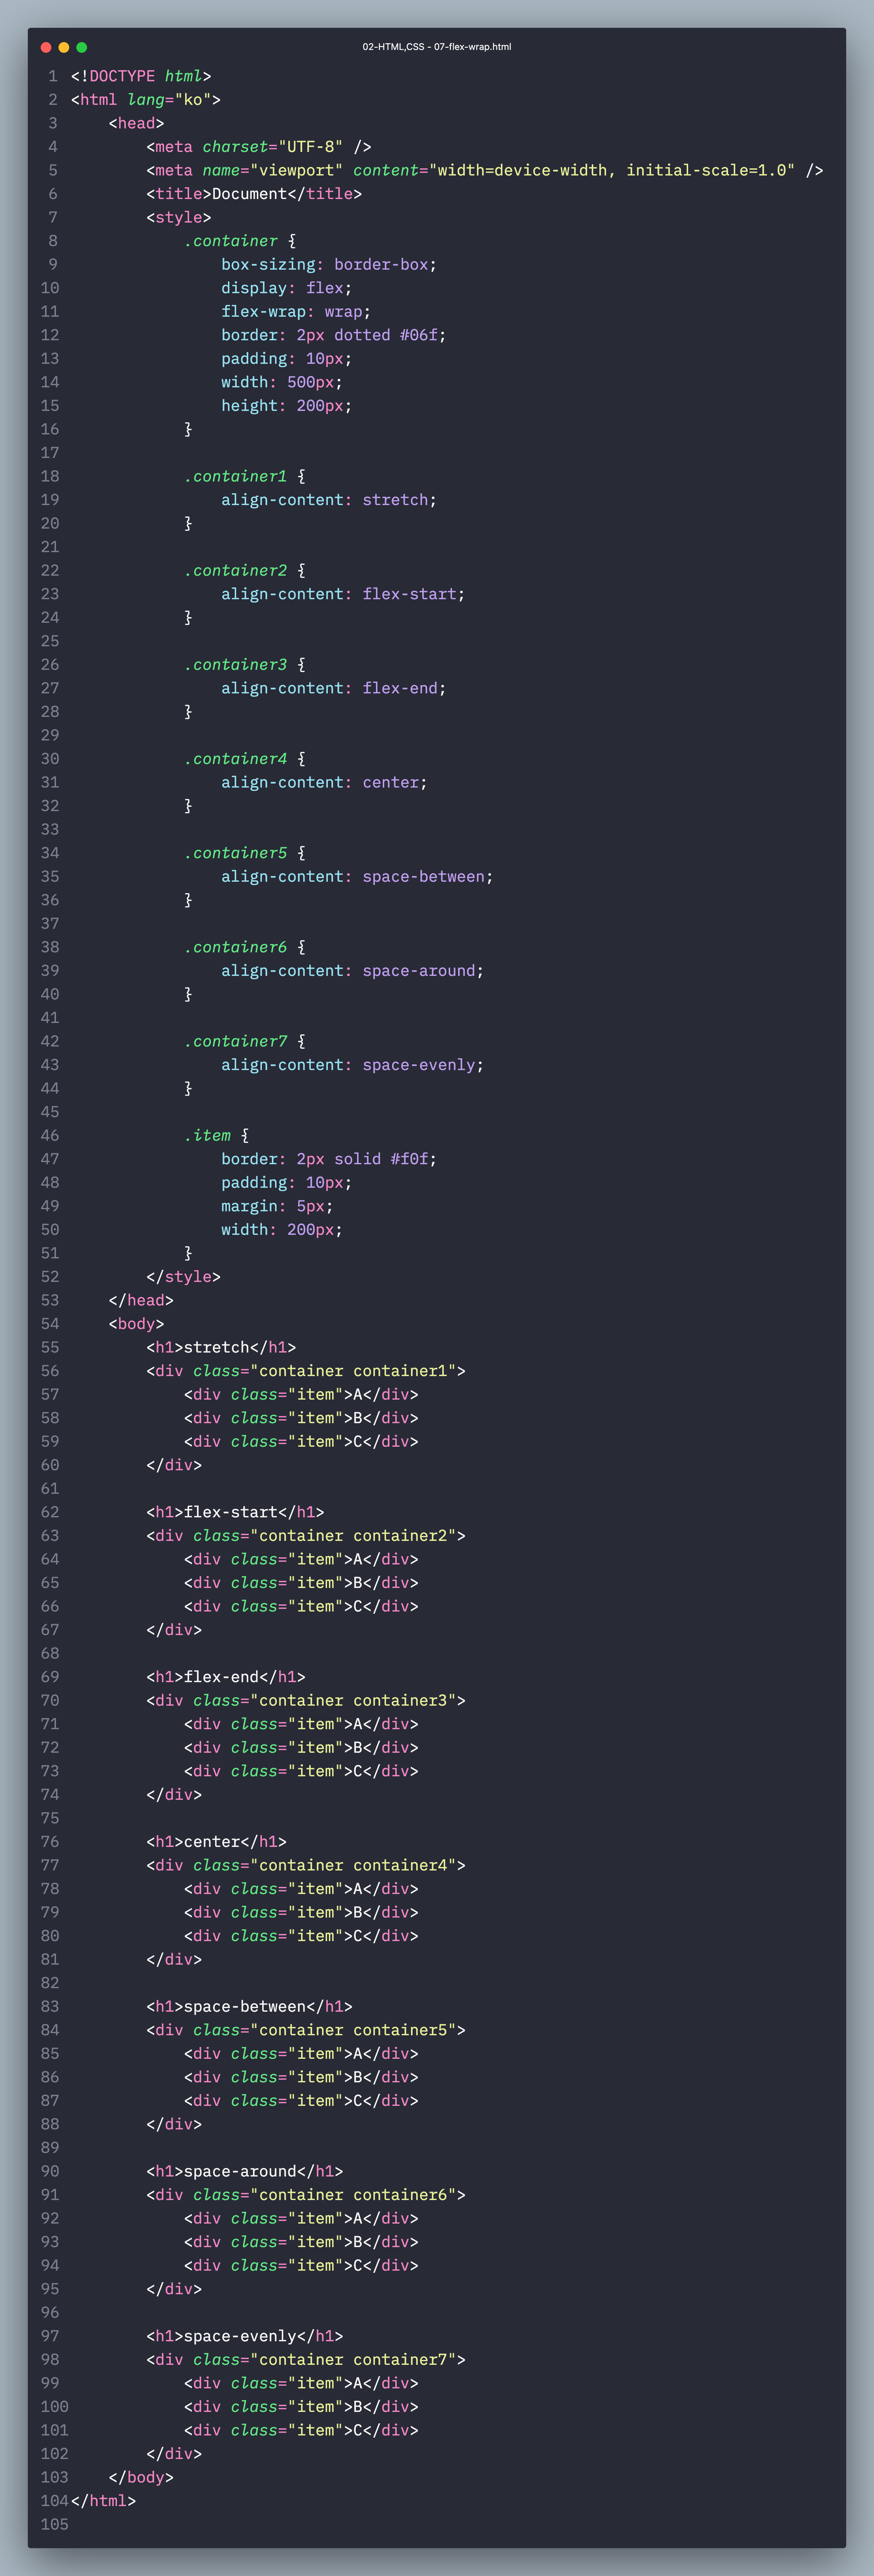 02-HTML,CSS - 07-flex-wrap.html
1 <!DOCTYPE html>
2 <html lang="ko">
3     <head>
4         <meta charset="UTF-8" />
5         <meta name="viewport" content="width=device-width, initial-scale=1.0" />
6         <title>Document</title>
7         <style>
8             .container {
9                 box-sizing: border-box;
10                 display: flex;
11                 flex-wrap: wrap;
12                 border: 2px dotted #06f;
13                 padding: 10px;
14                 width: 500px;
15                 height: 200px;
16             }
17
18             .container1 {
19                 align-content: stretch;
20             }
21
22             .container2 {
23                 align-content: flex-start;
24             }
25
26             .container3 {
27                 align-content: flex-end;
28             }
29
30             .container4 {
31                 align-content: center;
32             }
33
34             .container5 {
35                 align-content: space-between;
36             }
37
38             .container6 {
39                 align-content: space-around;
40             }
41
42             .container7 {
43                 align-content: space-evenly;
44             }
45
46             .item {
47                 border: 2px solid #f0f;
48                 padding: 10px;
49                 margin: 5px;
50                 width: 200px;
51             }
52         </style>
53     </head>
54     <body>
55         <h1>stretch</h1>
56         <div class="container container1">
57             <div class="item">A</div>
58             <div class="item">B</div>
59             <div class="item">C</div>
60         </div>
61
62         <h1>flex-start</h1>
63         <div class="container container2">
64             <div class="item">A</div>
65             <div class="item">B</div>
66             <div class="item">C</div>
67         </div>
68
69         <h1>flex-end</h1>
70         <div class="container container3">
71             <div class="item">A</div>
72             <div class="item">B</div>
73             <div class="item">C</div>
74         </div>
75
76         <h1>center</h1>
77         <div class="container container4">
78             <div class="item">A</div>
79             <div class="item">B</div>
80             <div class="item">C</div>
81         </div>
82
83         <h1>space-between</h1>
84         <div class="container container5">
85             <div class="item">A</div>
86             <div class="item">B</div>
87             <div class="item">C</div>
88         </div>
89
90         <h1>space-around</h1>
91         <div class="container container6">
92             <div class="item">A</div>
93             <div class="item">B</div>
94             <div class="item">C</div>
95         </div>
96
97         <h1>space-evenly</h1>
98         <div class="container container7">
99             <div class="item">A</div>
100             <div class="item">B</div>
101             <div class="item">C</div>
102         </div>
103     </body>
104 </html>
105